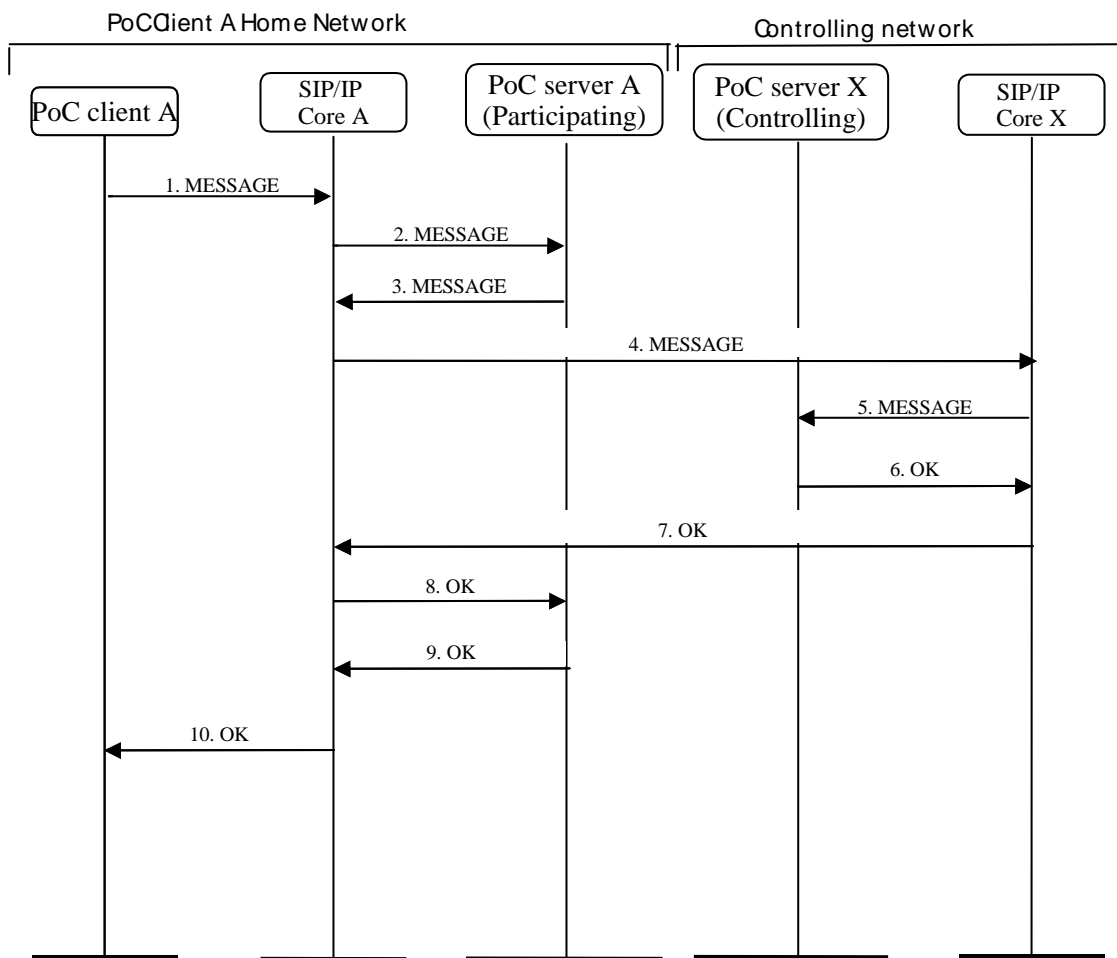 PoC Client A Home Network
Controlling network
PoC client A
SIP/IP
Core A
PoC server A
(Participating)
PoC server X
(Controlling)
SIP/IP
Core X
1. MESSAGE
2. MESSAGE
3. MESSAGE
4. MESSAGE
5. MESSAGE
6. OK
7. OK
8. OK
9. OK
10. OK